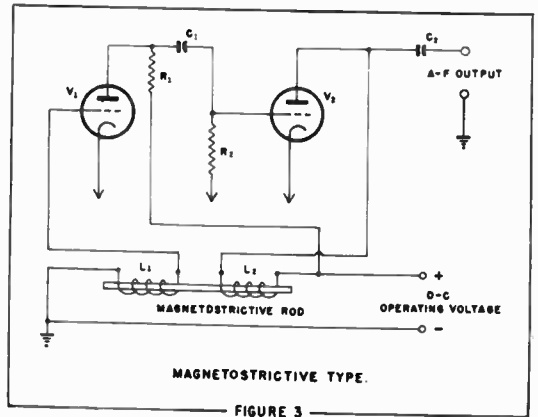 C1
C2
V1
R1
V2
A-F OUTPUT
R2
L1
L2
+
MAGNETOSTRICTIVE ROD
D-C
OPERATING VOLTAGE
-
MAGNETOSTRICTIVE TYPE.
FIGURE 3